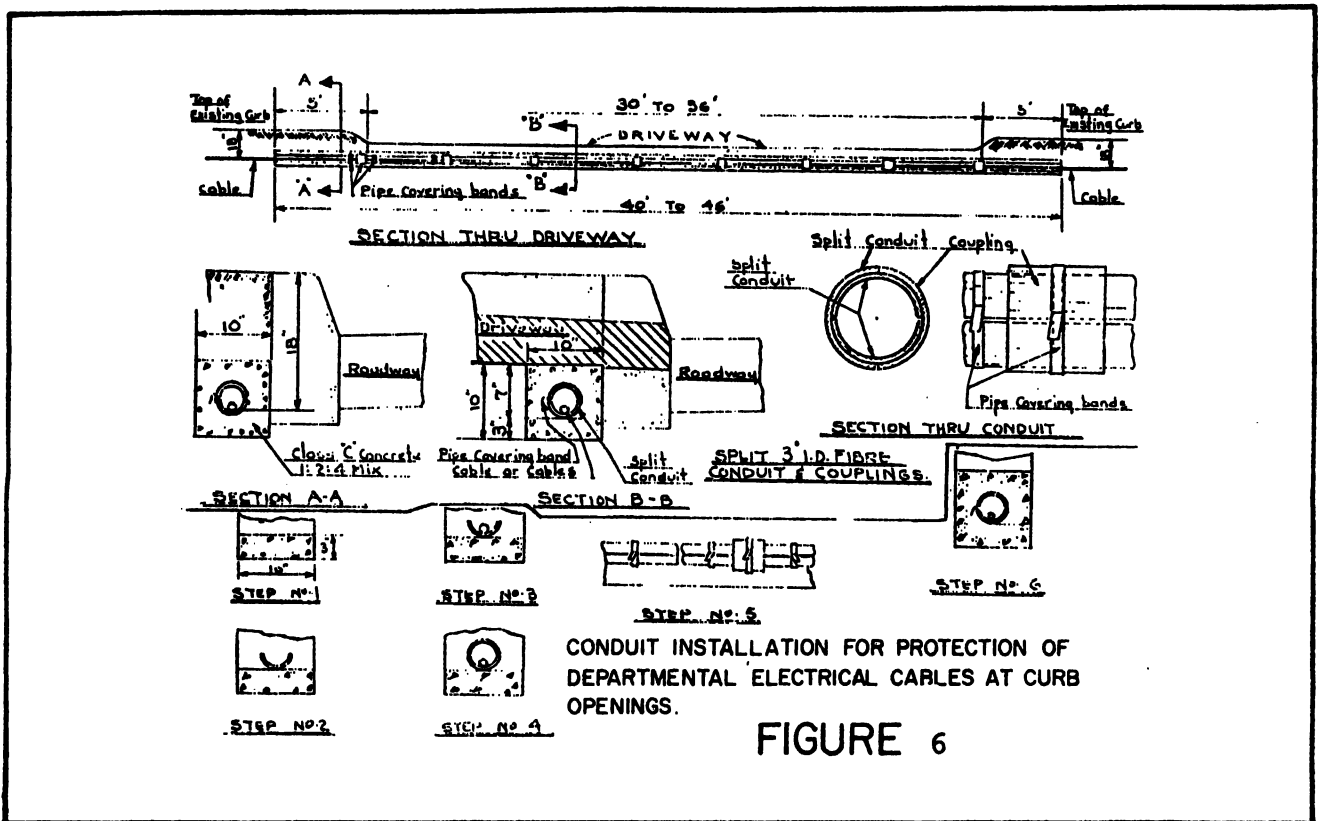 A
5'
30' TO 36'
5'
Top of
Existing Curb
Top of
Existing Curb
"B"
DRIVEWAY
18"
18"
Cable
"A"
Pipe Covering bands
"B"
Cable
40' TO 46'
SECTION THRU DRIVEWAY
Split Conduit Coupling
Split
Conduit
10"
18"
Roadway
Driveway
10"
10"
7"
3"
Roadway
Pipe Covering bands
SECTION THRU CONDUIT
Class "C" Concrete
1:2:4 Mix
Pipe Covering band
Cable or Cables
Split
Conduit
SPLIT 3" I.D. FIBRE
CONDUIT & COUPLINGS.
SECTION A-A
SECTION B-B
3"
10"
STEP No. 1
STEP No. 3
STEP No. 5
STEP No. 6
STEP No. 2
STEP No. 4
CONDUIT INSTALLATION FOR PROTECTION OF
DEPARTMENTAL ELECTRICAL CABLES AT CURB
OPENINGS.
FIGURE 6